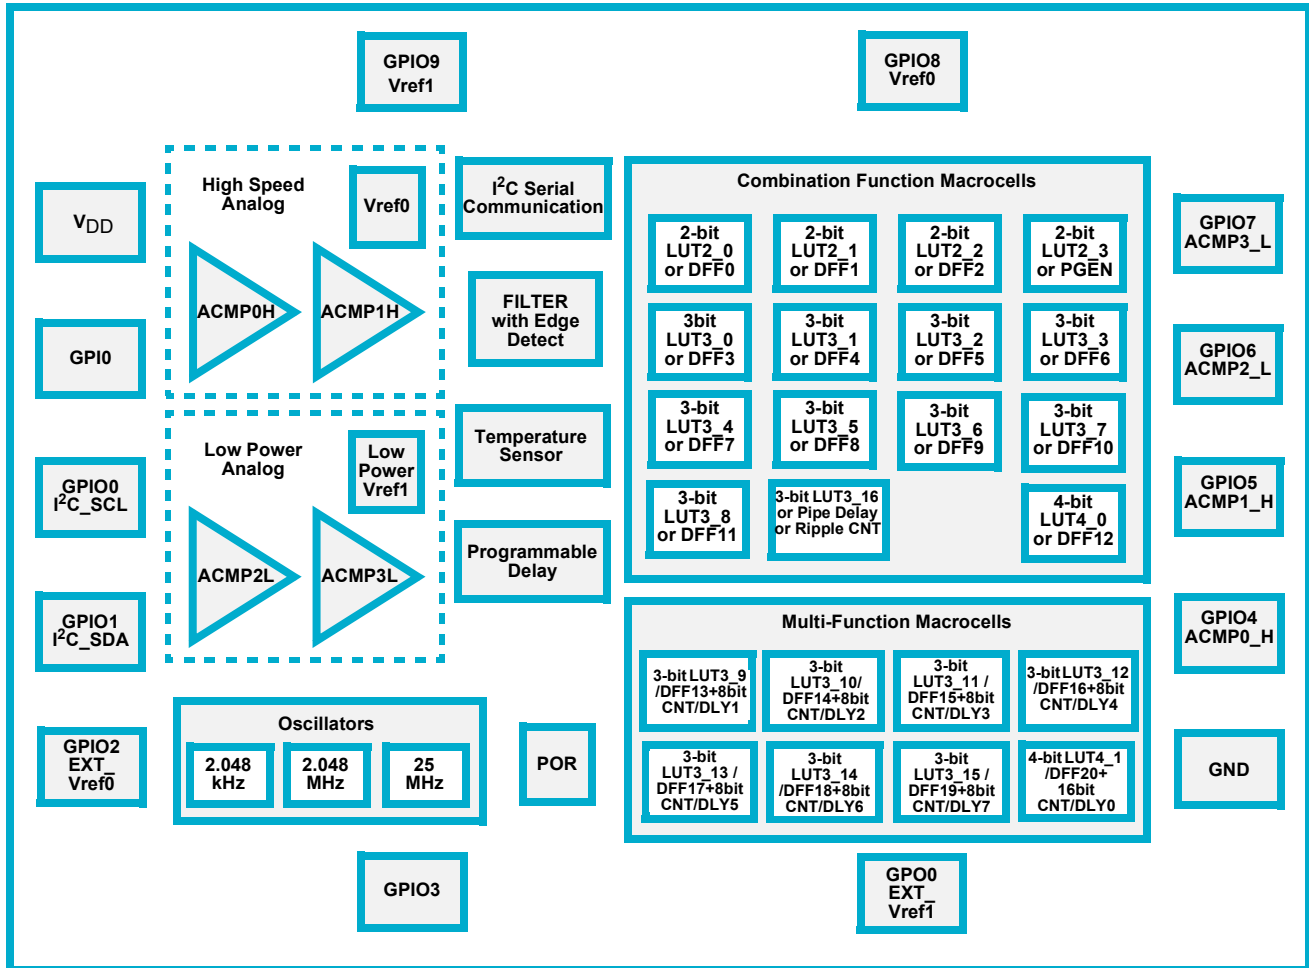 GPIO9
Vref1
GPIO8
Vref0
VDD
GPI0
GPIO0
I2C_SCL
GPIO1
I2C_SDA
GPIO2
EXT_
Vref0
High Speed
Analog
Vref0
ACMP0H
ACMP1H
Low Power
Analog
Low
Power
Vref1
ACMP2L
ACMP3L
I2C Serial
Communication
FILTER
with Edge
Detect
Temperature
Sensor
Programmable
Delay
Oscillators
2.048
kHz
2.048
MHz
25
MHz
POR
Combination Function Macrocells
2-bit
LUT2_0
or DFF0
2-bit
LUT2_1
or DFF1
2-bit
LUT2_2
or DFF2
2-bit
LUT2_3
or PGEN
3bit
LUT3_0
or DFF3
3-bit
LUT3_1
or DFF4
3-bit
LUT3_2
or DFF5
3-bit
LUT3_3
or DFF6
3-bit
LUT3_4
or DFF7
3-bit
LUT3_5
or DFF8
3-bit
LUT3_6
or DFF9
3-bit
LUT3_7
or DFF10
3-bit
LUT3_8
or DFF11
3-bit LUT3_16
or Pipe Delay
or Ripple CNT
4-bit
LUT4_0
or DFF12
Multi-Function Macrocells
3-bit LUT3_9
/DFF13+8bit
CNT/DLY1
3-bit
LUT3_10/
DFF14+8bit
CNT/DLY2
3-bit
LUT3_11 /
DFF15+8bit
CNT/DLY3
3-bit LUT3_12
/DFF16+8bit
CNT/DLY4
3-bit
LUT3_13 /
DFF17+8bit
CNT/DLY5
3-bit
LUT3_14
/DFF18+8bit
CNT/DLY6
3-bit
LUT3_15 /
DFF19+8bit
CNT/DLY7
4-bit LUT4_1
/DFF20+
16bit
CNT/DLY0
GPIO7
ACMP3_L
GPIO6
ACMP2_L
GPIO5
ACMP1_H
GPIO4
ACMP0_H
GND
GPIO3
GPO0
EXT_
Vref1